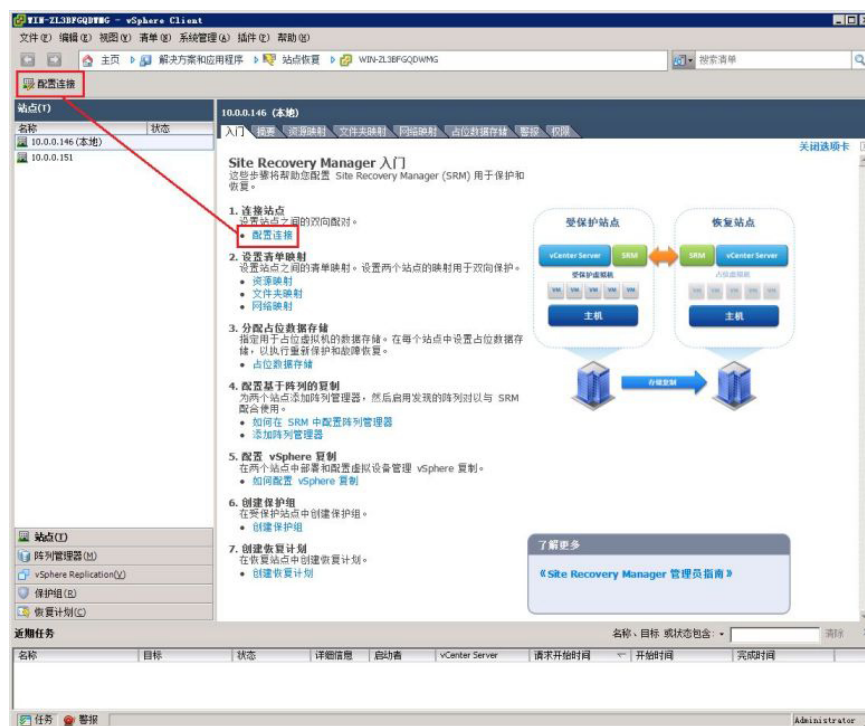 WIN-ZL3BFGQDWMG - vSphere Client
文件(F) 编辑(E) 视图(V) 清单(N) 系统管理(A) 插件(P) 帮助(H)
主页 解决方案和应用程序 站点恢复 WIN-ZL3BFGQDWMG
搜索清单
配置连接
站点(T)
名称 状态
10.0.0.146 (本地)
10.0.0.151
10.0.0.146 (本地)
入门 摘要 资源映射 文件夹映射 网络映射 占位数据存储 警报 权限
关闭选项卡
Site Recovery Manager 入门
这些步骤将帮助您配置 Site Recovery Manager (SRM) 用于保护和
恢复。
1. 连接站点
设置站点之间的双向配对。
• 配置连接
2. 设置清单映射
设置站点之间的清单映射。设置两个站点的映射用于双向保护。
• 资源映射
• 文件夹映射
• 网络映射
3. 分配占位数据存储
指定用于占位虚拟机的数据存储。在每个站点中设置占位数据存
储，以执行重新保护和故障恢复。
• 占位数据存储
4. 配置基于阵列的复制
为两个站点添加阵列管理器，然后启用发现的阵列对以与 SRM
配合使用。
• 如何在 SRM 中配置阵列管理器
• 添加阵列管理器
5. 配置 vSphere 复制
在两个站点中部署和配置虚拟设备管理 vSphere 复制。
• 如何配置 vSphere 复制
6. 创建保护组
在受保护站点中创建保护组。
• 创建保护组
7. 创建恢复计划
在恢复站点中创建恢复计划。
• 创建恢复计划
受保护站点 恢复站点
vCenter Server SRM SRM vCenter Server
受保护虚拟机 占位虚拟机
VM VM VM VM VM VM VM VM VM VM
主机 主机
存储复制
了解更多
《Site Recovery Manager 管理员指南》
站点(T)
阵列管理器(M)
vSphere Replication(V)
保护组(R)
恢复计划(C)
近期任务
名称、目标 或状态包含: 清除
名称 目标 状态 详细信息 启动者 vCenter Server 请求开始时间 开始时间 完成时间
任务 警报
Administrator